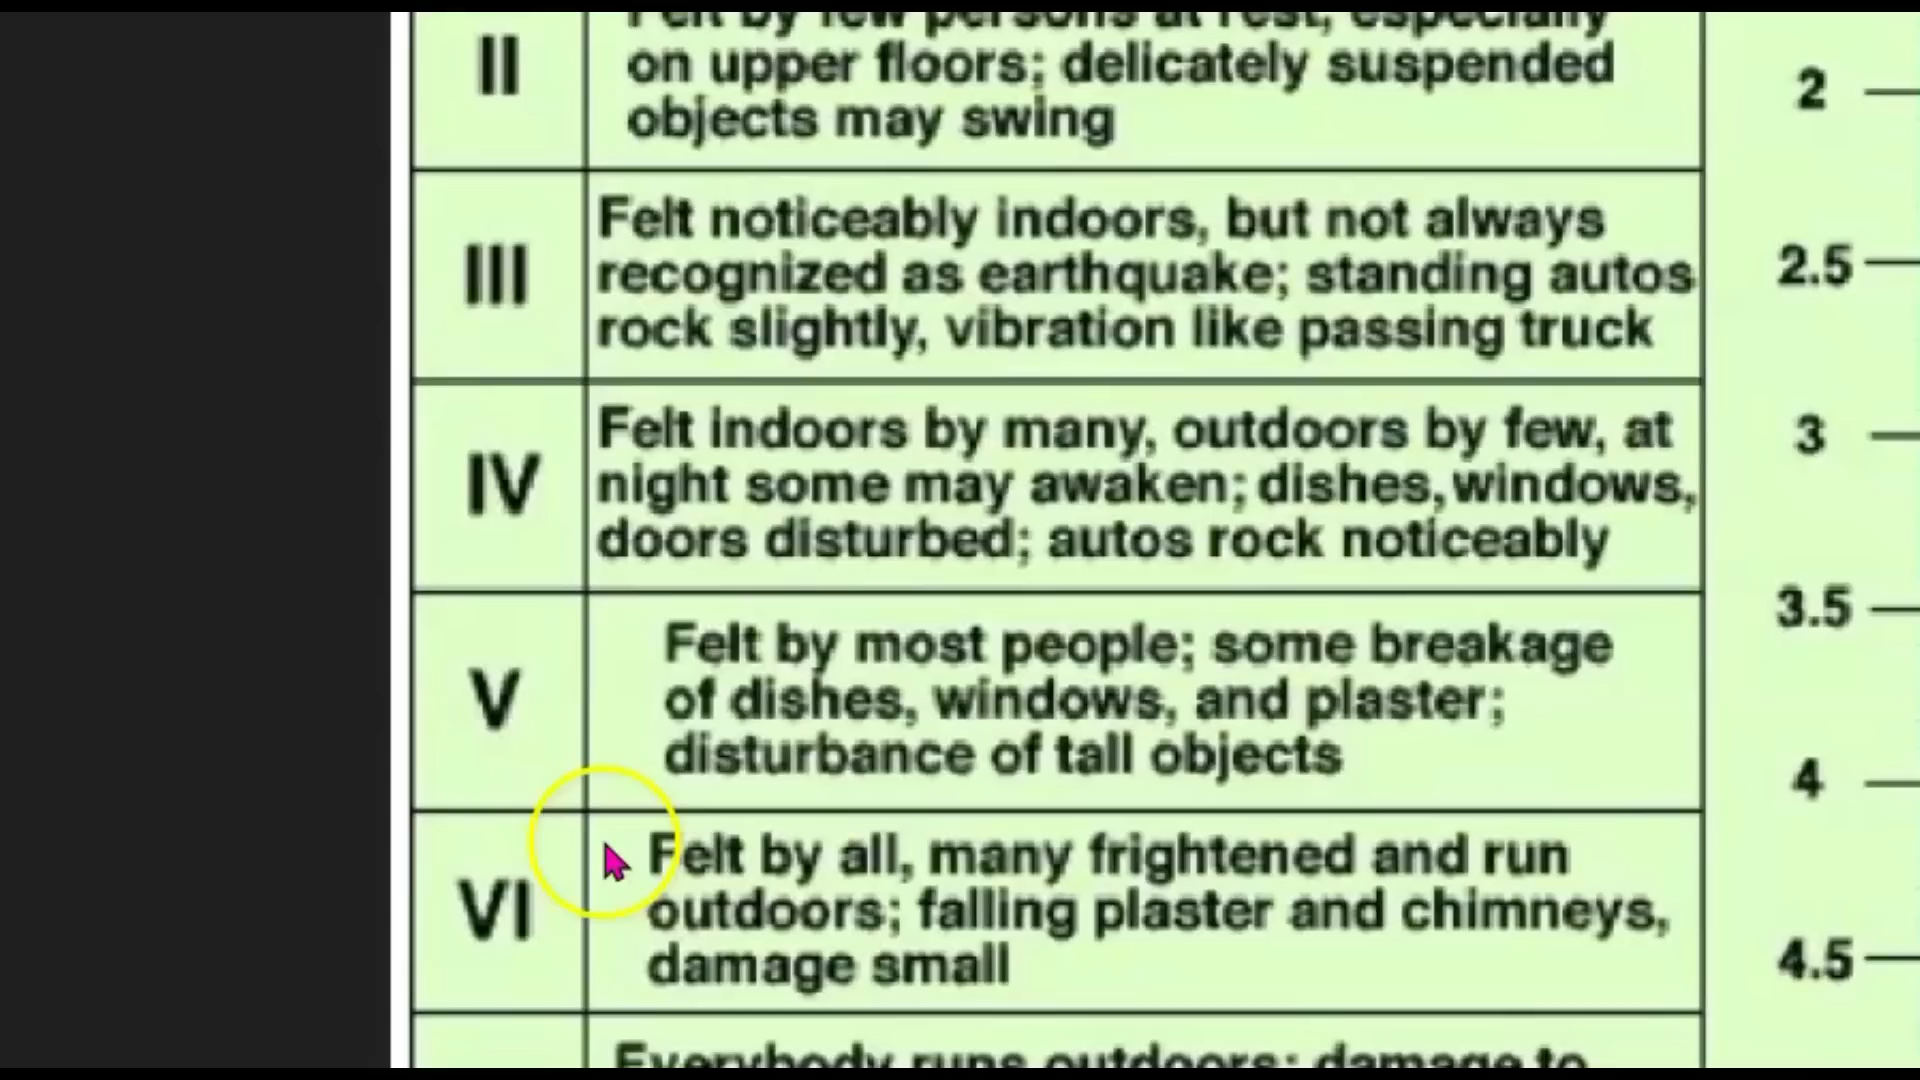 II
Felt by few persons at rest, especially
on upper floors; delicately suspended
objects may swing
2
III
Felt noticeably indoors, but not always
recognized as earthquake; standing autos
rock slightly, vibration like passing truck
2.5
IV
Felt indoors by many, outdoors by few, at
night some may awaken; dishes, windows,
doors disturbed; autos rock noticeably
3
V
Felt by most people; some breakage
of dishes, windows, and plaster;
disturbance of tall objects
3.5
4
VI
Felt by all, many frightened and run
outdoors; falling plaster and chimneys,
damage small
4.5
Everybody runs outdoors; damage to